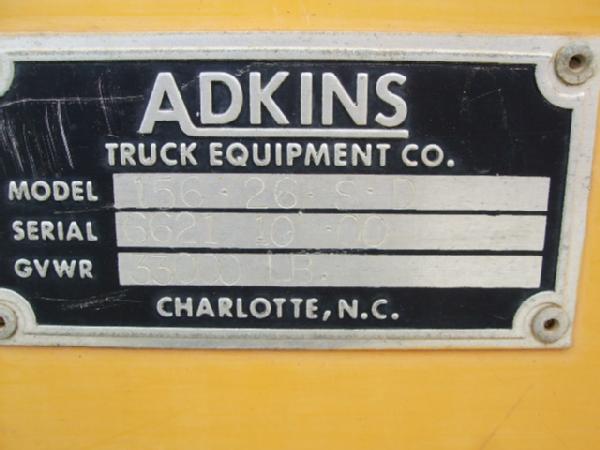 ADKINS
TRUCK EQUIPMENT CO.
MODEL 156-26-S-D
SERIAL 6621 10 00
GVWR 33000 LB.
CHARLOTTE, N.C.